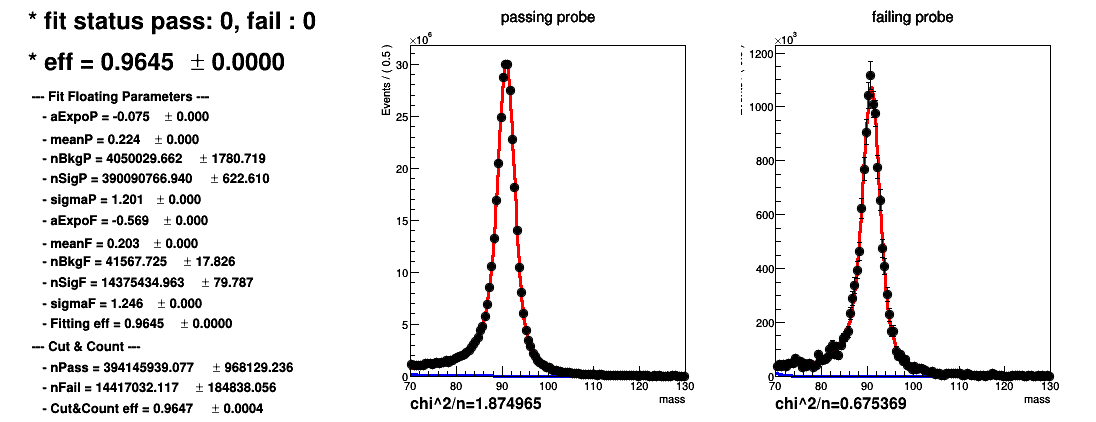 * fit status pass: 0, fail : 0
* eff = 0.9645 ± 0.0000
--- Fit Floating Parameters ---
- aExpoP = -0.075 ± 0.000
- meanP = 0.224 ± 0.000
- nBkgP = 4050029.662 ± 1780.719
- nSigP = 390090766.940 ± 622.610
- sigmaP = 1.201 ± 0.000
- aExpoF = -0.569 ± 0.000
- meanF = 0.203 ± 0.000
- nBkgF = 41567.725 ± 17.826
- nSigF = 14375434.963 ± 79.787
- sigmaF = 1.246 ± 0.000
- Fitting eff = 0.9645 ± 0.0000
--- Cut & Count ---
- nPass = 394145939.077 ± 968129.236
- nFail = 14417032.117 ± 184838.056
- Cut&Count eff = 0.9647 ± 0.0004
passing probe
×10⁶
Events / ( 0.5 )
30
25
20
15
10
5
0
70 80 90 100 110 120 130
mass
chi^2/n=1.874965
failing probe
×10³
1200
1000
800
600
400
200
0
70 80 90 100 110 120 130
mass
chi^2/n=0.675369